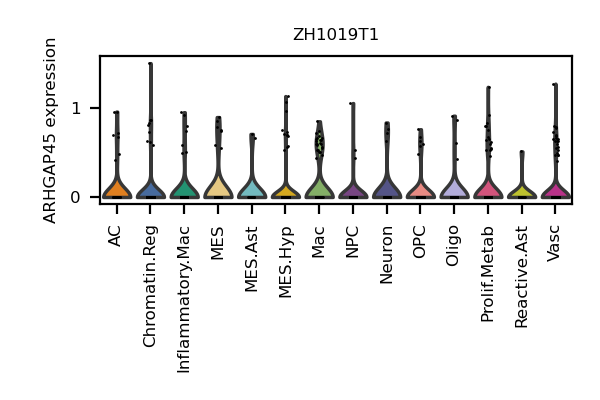 ZH1019T1
ARHGAP45 expression
1
0
AC
Chromatin.Reg
Inflammatory.Mac
MES
MES.Ast
MES.Hyp
Mac
NPC
Neuron
OPC
Oligo
Prolif.Metab
Reactive.Ast
Vasc